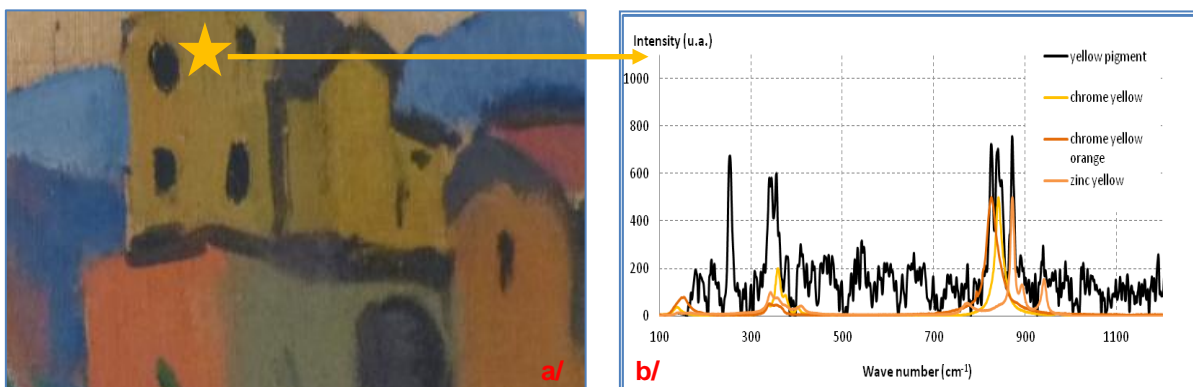 a/
Intensity (u.a.)
1000
800
600
400
200
0
100
300
500
700
900
1100
Wave number (cm⁻¹)
yellow pigment
chrome yellow
chrome yellow
orange
zinc yellow
b/